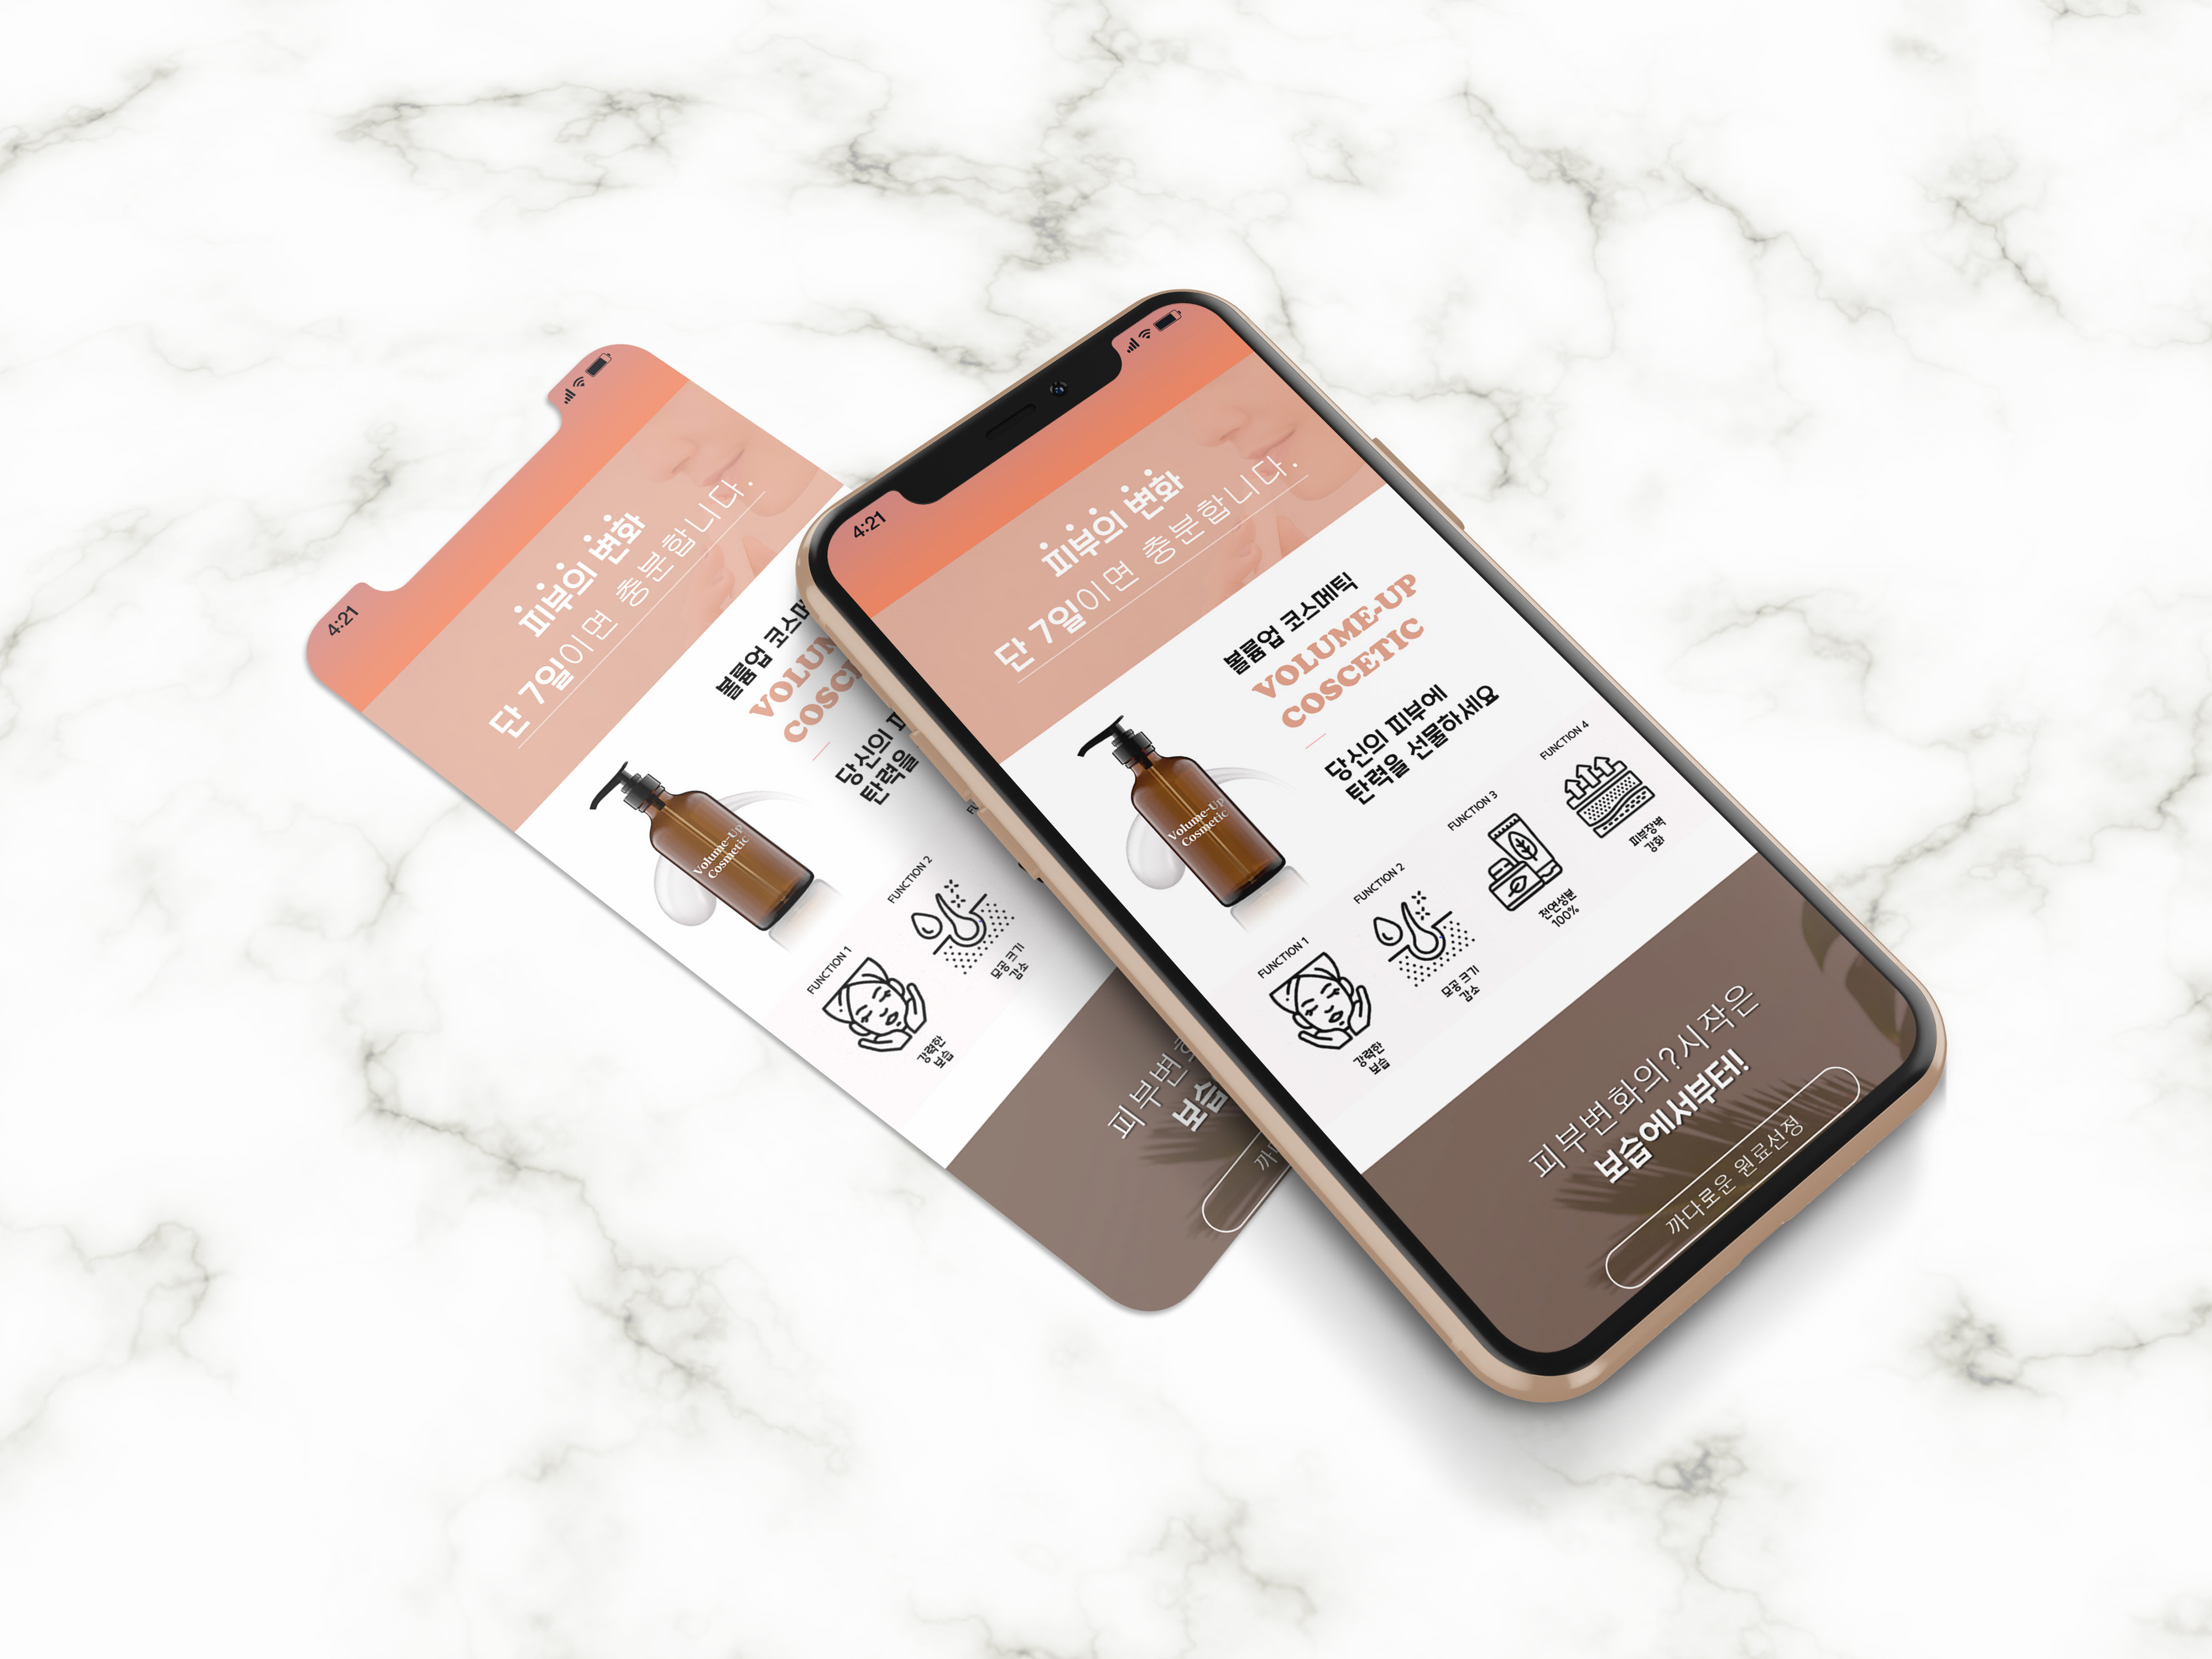 4:21
피부의 변화
단 7일이면 충분합니다.
볼륨업 코스메
VOLUM
COSC
당신의 피
탄력을
Volume-Up
Cosmetic
FUNCTION 1
강력한
보습
FUNCTION 2
모공 크기
감소
피부변화
보습
까다
4:21
피부의 변화
단 7일이면 충분합니다.
볼륨업 코스메틱
VOLUME-UP
COSCETIC
당신의 피부에
탄력을 선물하세요
Volume-Up
Cosmetic
FUNCTION 1
강력한
보습
FUNCTION 2
모공 크기
감소
FUNCTION 3
천연성분
100%
FUNCTION 4
피부장벽
강화
피부변화의?시작은
보습에서부터!
까다로운 원료선정